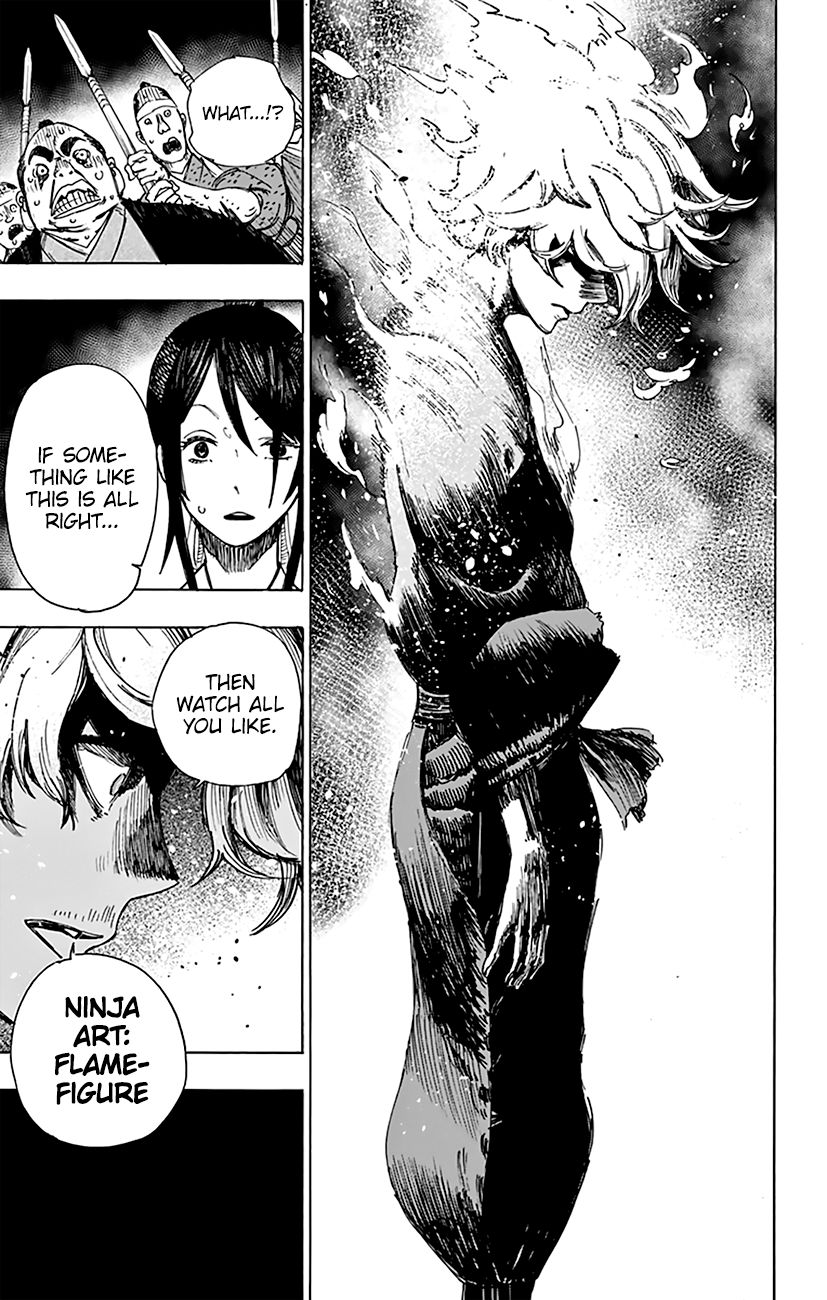 WHAT...!?
IF SOME-
THING LIKE
THIS IS ALL
RIGHT...
THEN
WATCH ALL
YOU LIKE.
NINJA
ART:
FLAME-
FIGURE